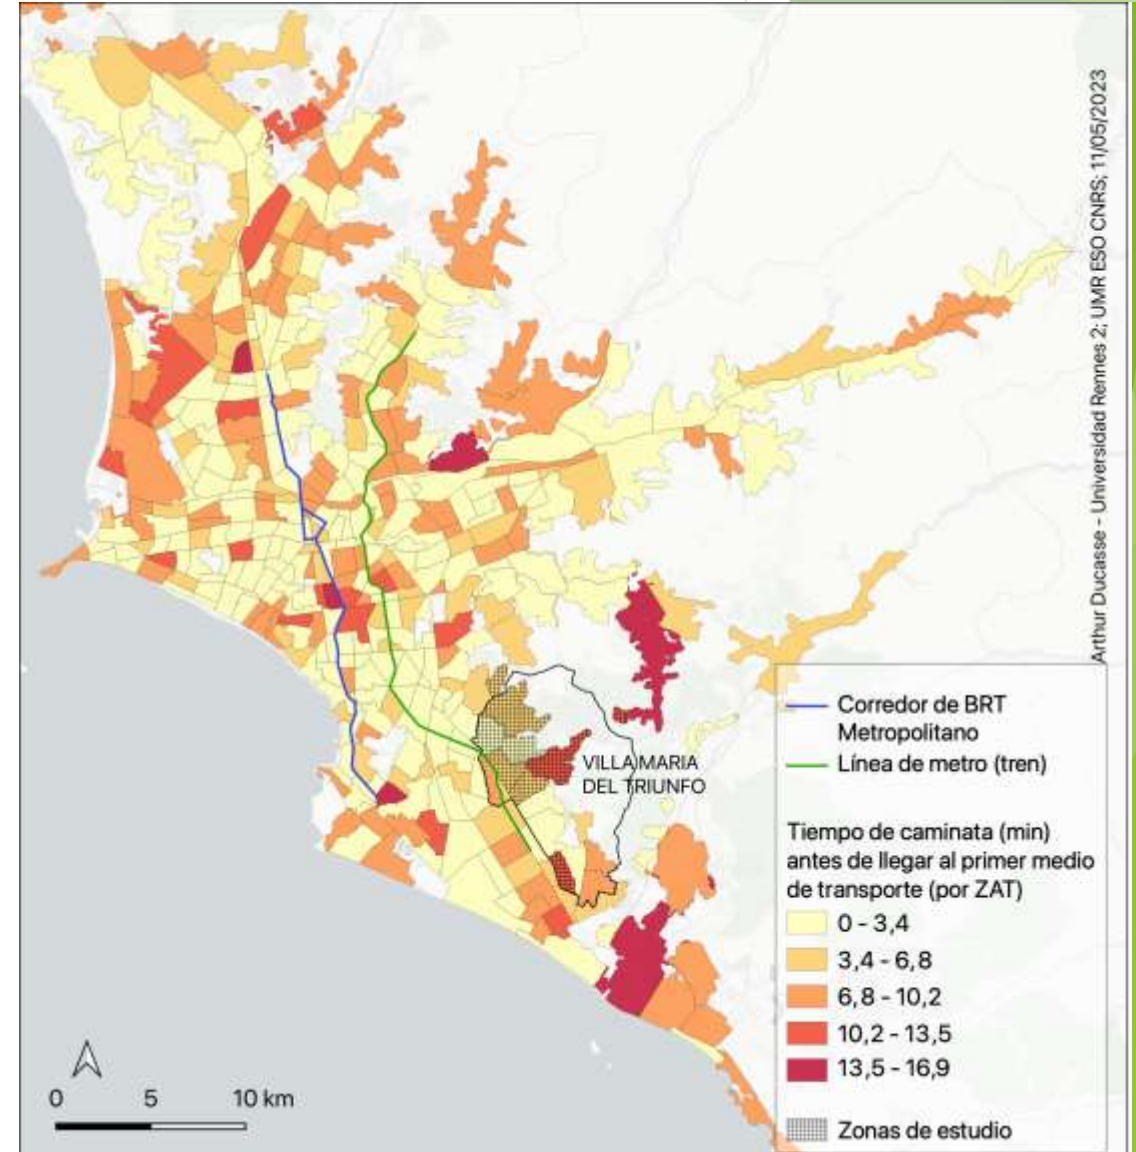 Arthur Ducasse - Universidad Rennes 2; UMR ESO CNRS; 11/05/2023
VILLA MARIA
DEL TRIUNFO
Corredor de BRT
Metropolitano
Línea de metro (tren)
Tiempo de caminata (min)
antes de llegar al primer medio
de transporte (por ZAT)
0 - 3,4
3,4 - 6,8
6,8 - 10,2
10,2 - 13,5
13,5 - 16,9
Zonas de estudio
0 5 10 km